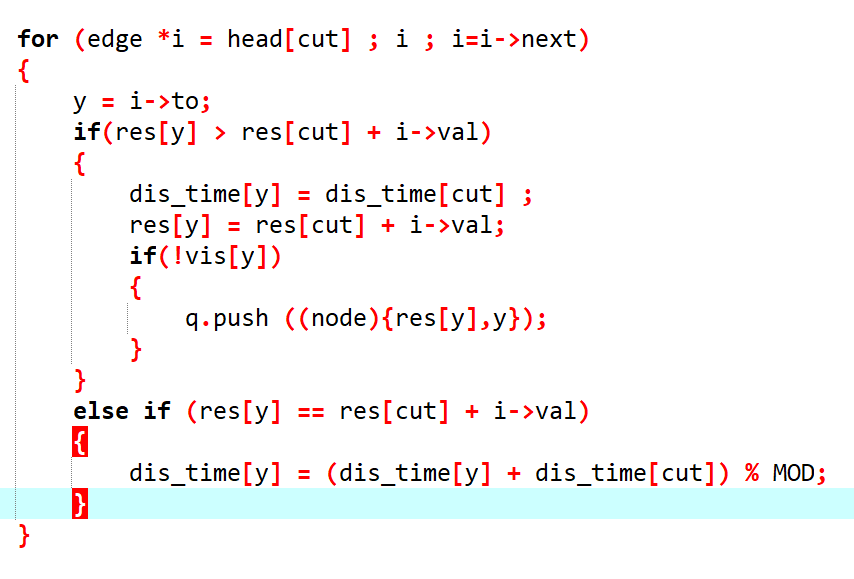 for (edge *i = head[cut] ; i ; i=i->next)
{
    y = i->to;
    if(res[y] > res[cut] + i->val)
    {
        dis_time[y] = dis_time[cut] ;
        res[y] = res[cut] + i->val;
        if(!vis[y])
        {
            q.push ((node){res[y],y});
        }
    }
    else if (res[y] == res[cut] + i->val)
    {
        dis_time[y] = (dis_time[y] + dis_time[cut]) % MOD;
    }
}